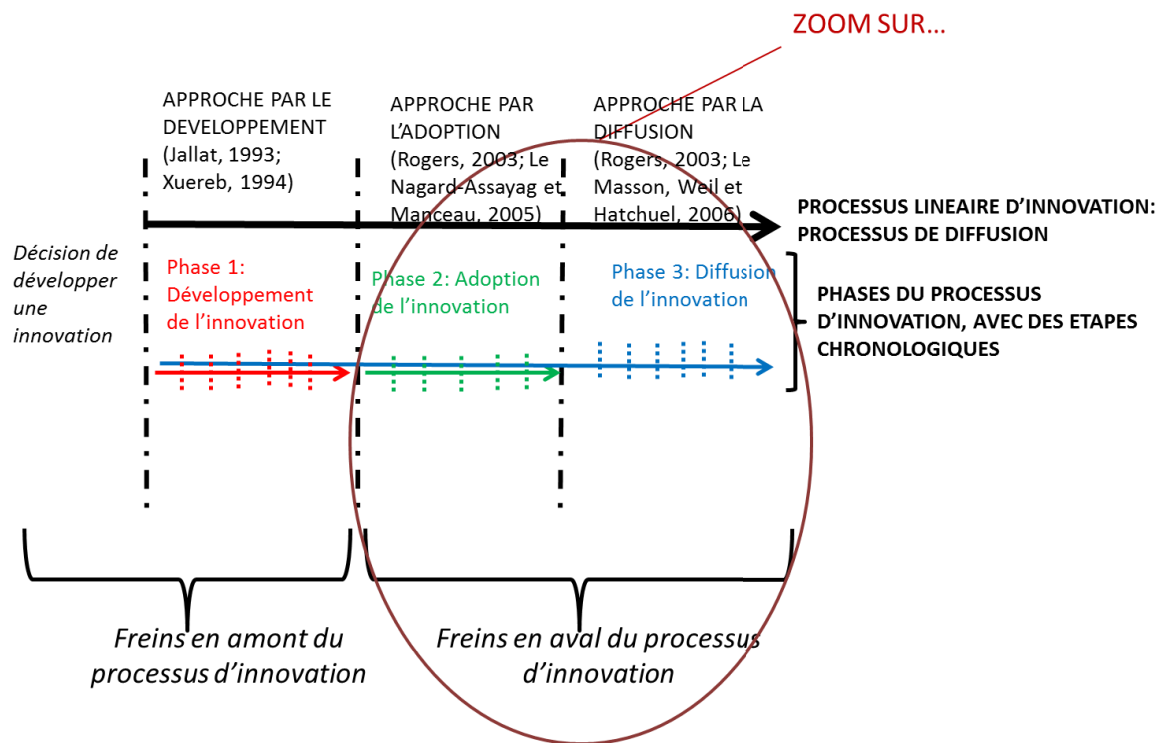 ZOOM SUR...
APPROCHE PAR LE
DEVELOPPEMENT
(Jallat, 1993;
Xuereb, 1994)
APPROCHE PAR
L'ADOPTION
(Rogers, 2003; Le
Nagard-Assayag et
Manceau, 2005)
APPROCHE PAR LA
DIFFUSION
(Rogers, 2003; Le
Masson, Weil et
Hatchuel, 2006)
PROCESSUS LINEAIRE D'INNOVATION:
PROCESSUS DE DIFFUSION
Décision de
développer
une
innovation
Phase 1:
Développement
de l'innovation
Phase 2: Adoption
de l'innovation
Phase 3: Diffusion
de l'innovation
PHASES DU PROCESSUS
D'INNOVATION, AVEC DES ETAPES
CHRONOLOGIQUES
Freins en amont du
processus d'innovation
Freins en aval du processus
d'innovation